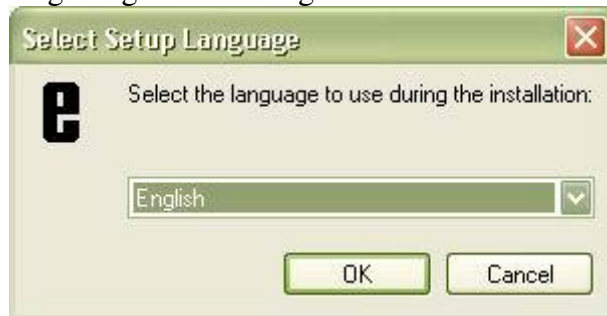 Select Setup Language
e
Select the language to use during the installation:
English
OK
Cancel